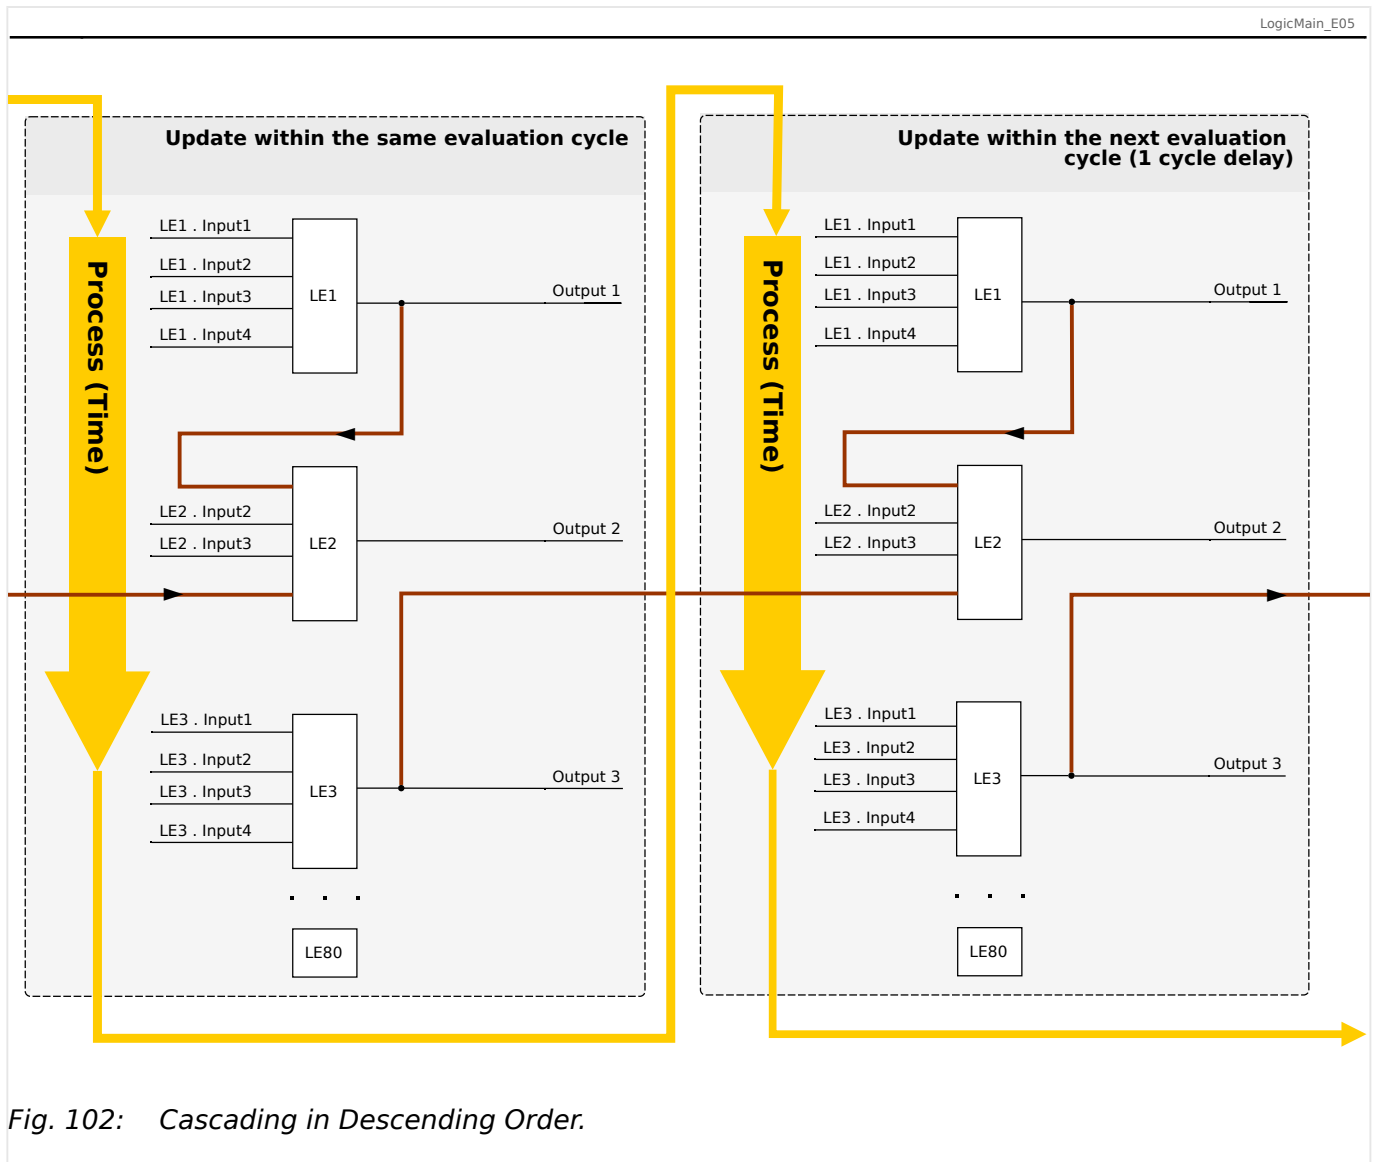 LogicMain_E05
Update within the same evaluation cycle
Process (Time)
LE1 . Input1
LE1 . Input2
LE1 . Input3
LE1 . Input4
LE1
Output 1
LE2 . Input2
LE2 . Input3
LE2
Output 2
LE3 . Input1
LE3 . Input2
LE3 . Input3
LE3 . Input4
LE3
Output 3
. . .
LE80
Update within the next evaluation
cycle (1 cycle delay)
Process (Time)
LE1 . Input1
LE1 . Input2
LE1 . Input3
LE1 . Input4
LE1
Output 1
LE2 . Input2
LE2 . Input3
LE2
Output 2
LE3 . Input1
LE3 . Input2
LE3 . Input3
LE3 . Input4
LE3
Output 3
. . .
LE80
Fig. 102: Cascading in Descending Order.